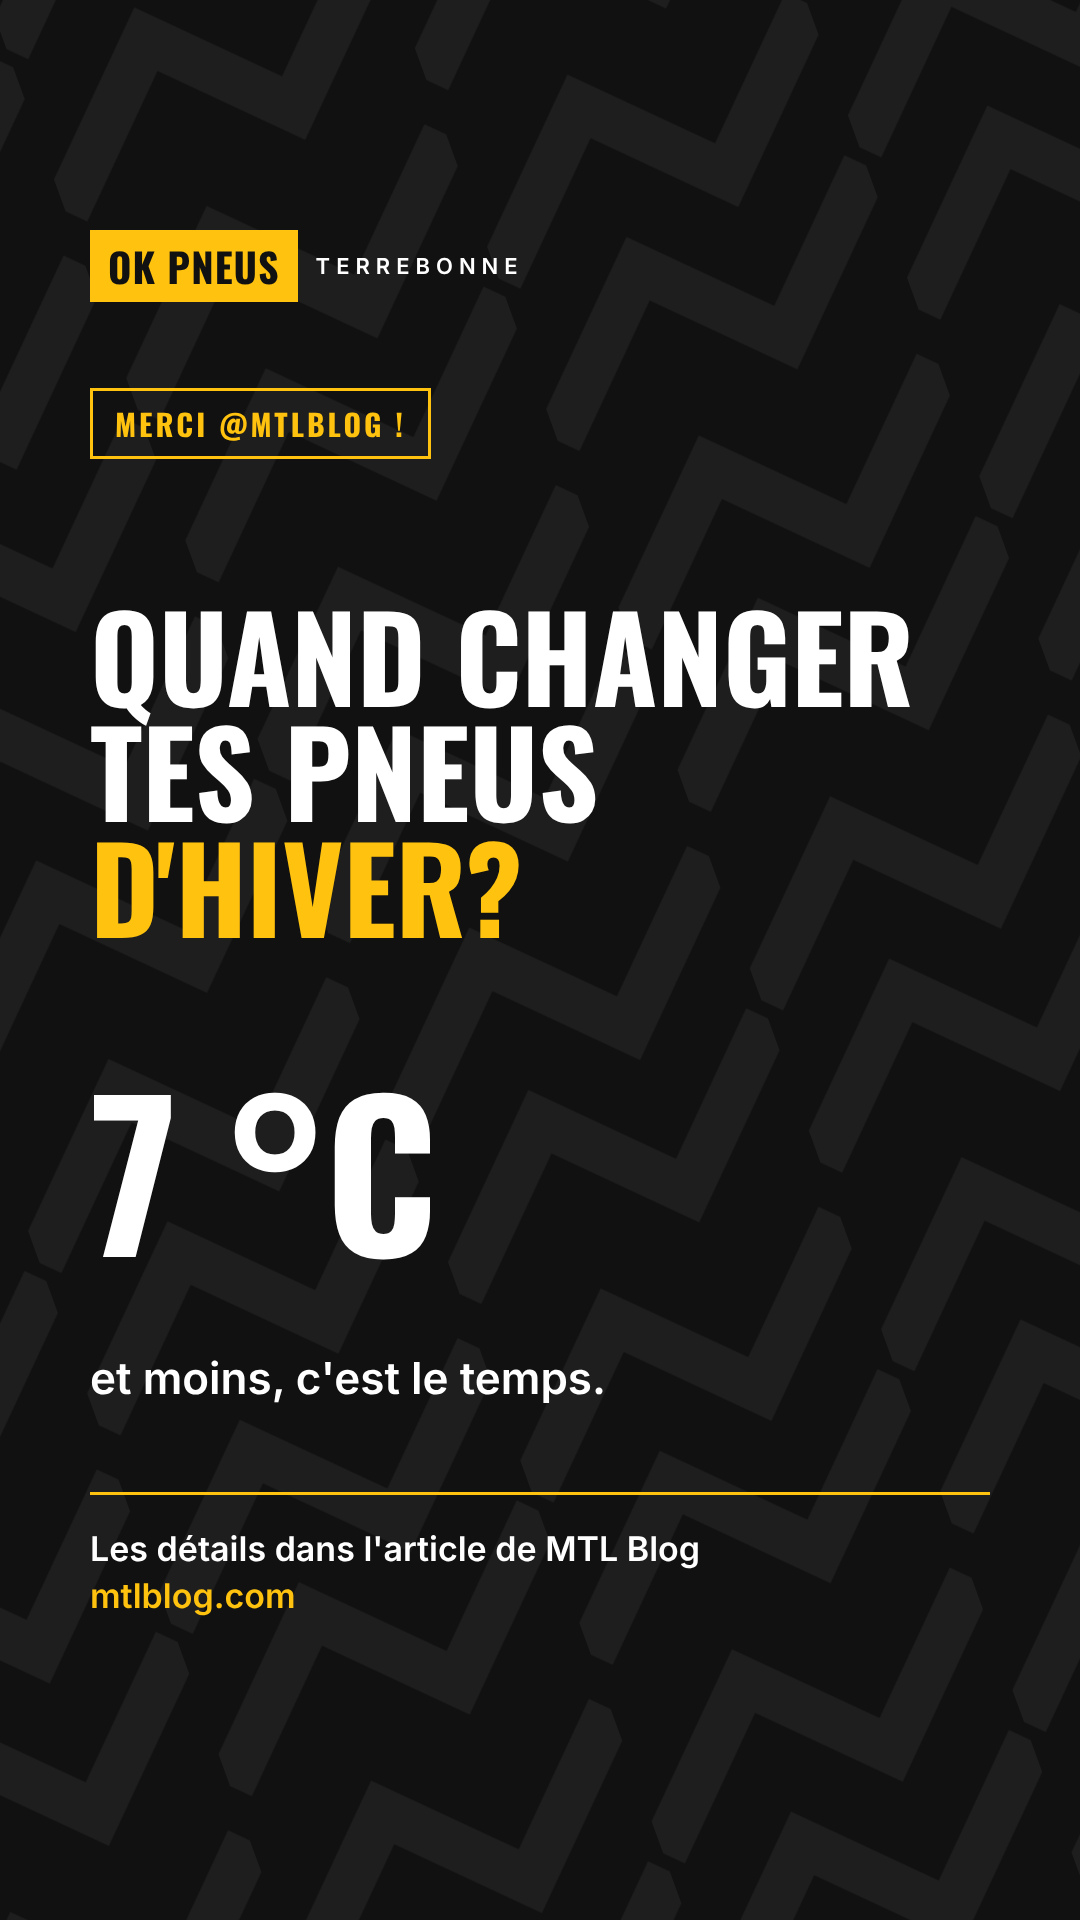 OK PNEUS TERREBONNE
MERCI @MTLBLOG !
QUAND CHANGER
TES PNEUS
D'HIVER?
7 °C
et moins, c'est le temps.
Les détails dans l'article de MTL Blog
mtlblog.com